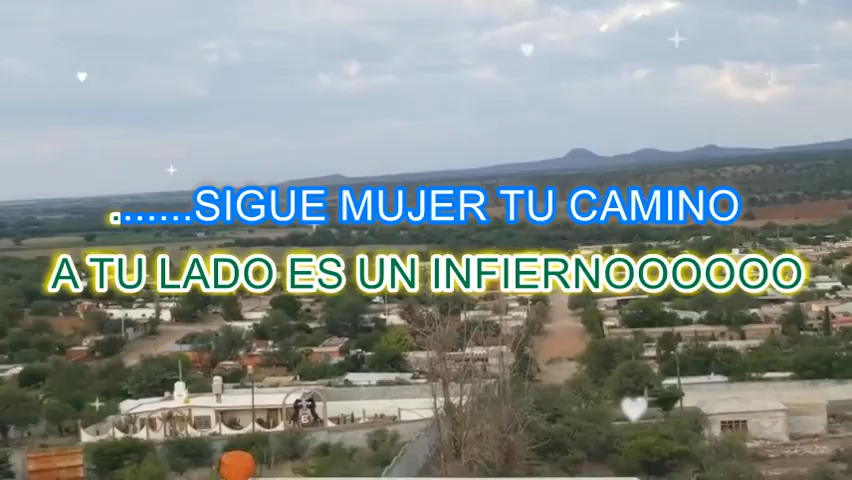 .......SIGUE MUJER TU CAMINO
A TU LADO ES UN INFIERNOOOOOO